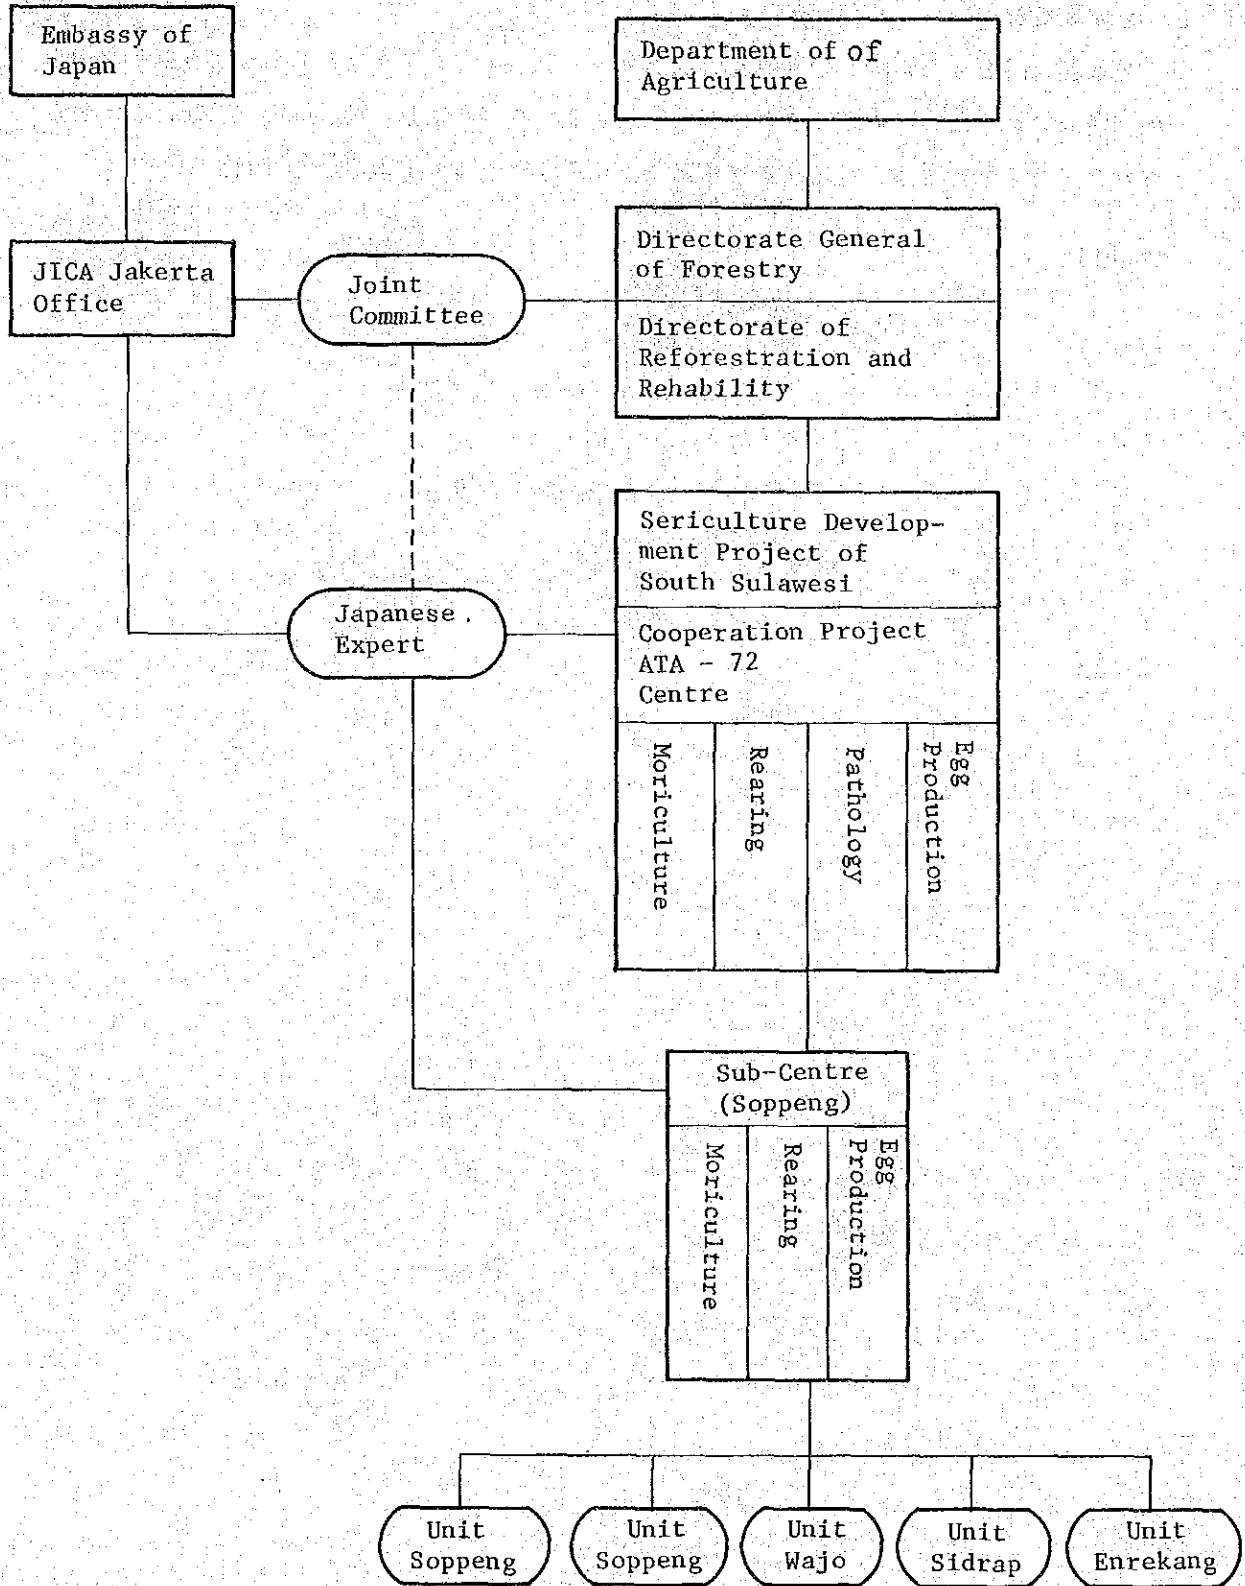 Embassy of
Japan
Department of of
Agriculture
JICA Jakerta
Office
Joint
Committee
Directorate General
of Forestry
Directorate of
Reforestration and
Rehability
Sericulture Develop-
ment Project of
South Sulawesi
Japanese.
Expert
Cooperation Project
ATA - 72
Centre
Moriculture
Rearing
Pathology
Egg
Production
Sub-Centre
(Soppeng)
Moriculture
Rearing
Egg
Production
Unit
Soppeng
Unit
Soppeng
Unit
Wajo
Unit
Sidrap
Unit
Enrekang